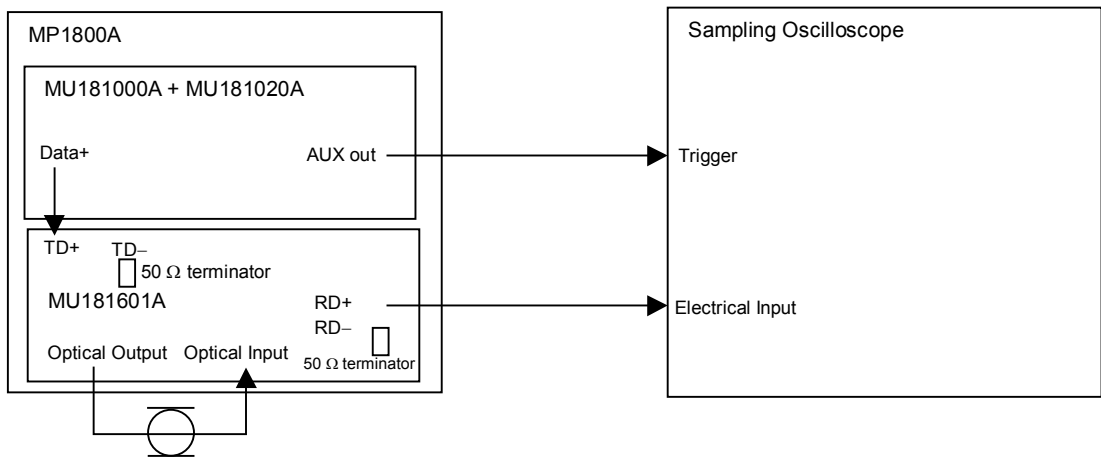 MP1800A
MU181000A + MU181020A
Data+
AUX out
TD+
TD−
50 Ω terminator
MU181601A
RD+
RD−
50 Ω terminator
Optical Output
Optical Input
Sampling Oscilloscope
Trigger
Electrical Input